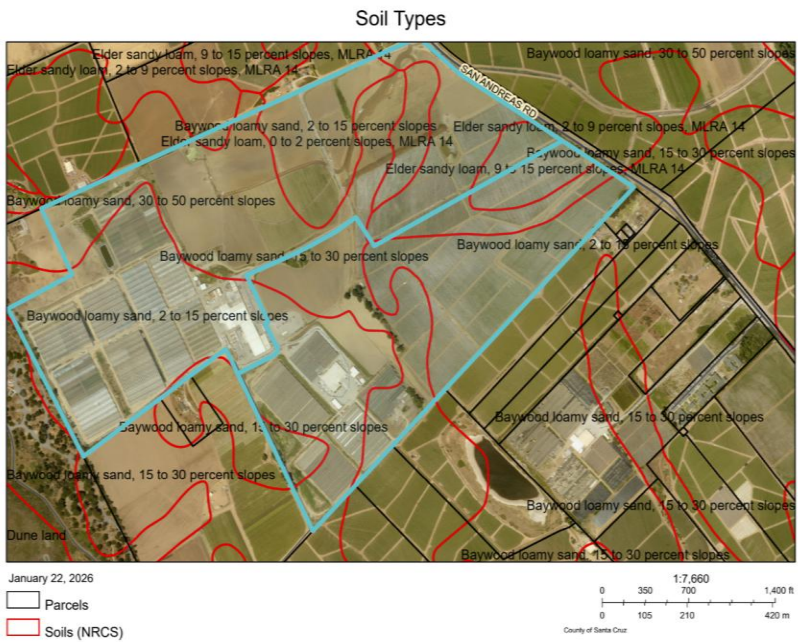 Soil Types
Elder sandy loam, 9 to 15 percent slopes, MLRA 14
Baywood loamy sand, 30 to 50 percent slopes
Elder sandy loam, 2 to 9 percent slopes, MLRA 14
SAN ANDREAS RD
Baywood loamy sand, 2 to 15 percent slopes
Elder sandy loam, 2 to 9 percent slopes, MLRA 14
Elder sandy loam, 0 to 2 percent slopes, MLRA 14
Baywood loamy sand, 15 to 30 percent slopes
Elder sandy loam, 9 to 15 percent slopes, MLRA 14
Baywood loamy sand, 30 to 50 percent slopes
Baywood loamy sand, 2 to 15 percent slopes
Baywood loamy sand, 15 to 30 percent slopes
Baywood loamy sand, 2 to 15 percent slopes
Baywood loamy sand, 15 to 30 percent slopes
Baywood loamy sand, 15 to 30 percent slopes
Baywood loamy sand, 15 to 30 percent slopes
Baywood loamy sand, 15 to 30 percent slopes
Dune land
Baywood loamy sand, 15 to 30 percent slopes
January 22, 2026
Parcels
Soils (NRCS)
1:7,660
0 350 700 1,400 ft
0 105 210 420 m
County of Santa Cruz